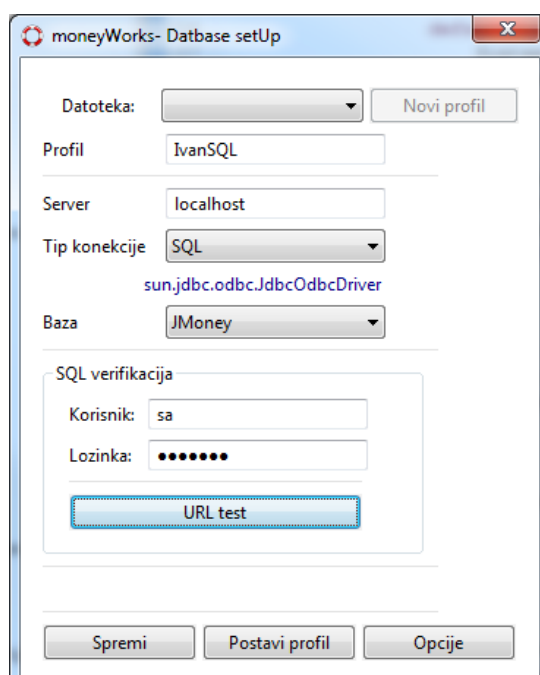 moneyWorks- Datbase setUp
Datoteka: Novi profil
Profil IvanSQL
Server localhost
Tip konekcije SQL
sun.jdbc.odbc.JdbcOdbcDriver
Baza JMoney
SQL verifikacija
Korisnik: sa
Lozinka: •••••••
URL test
Spremi Postavi profil Opcije